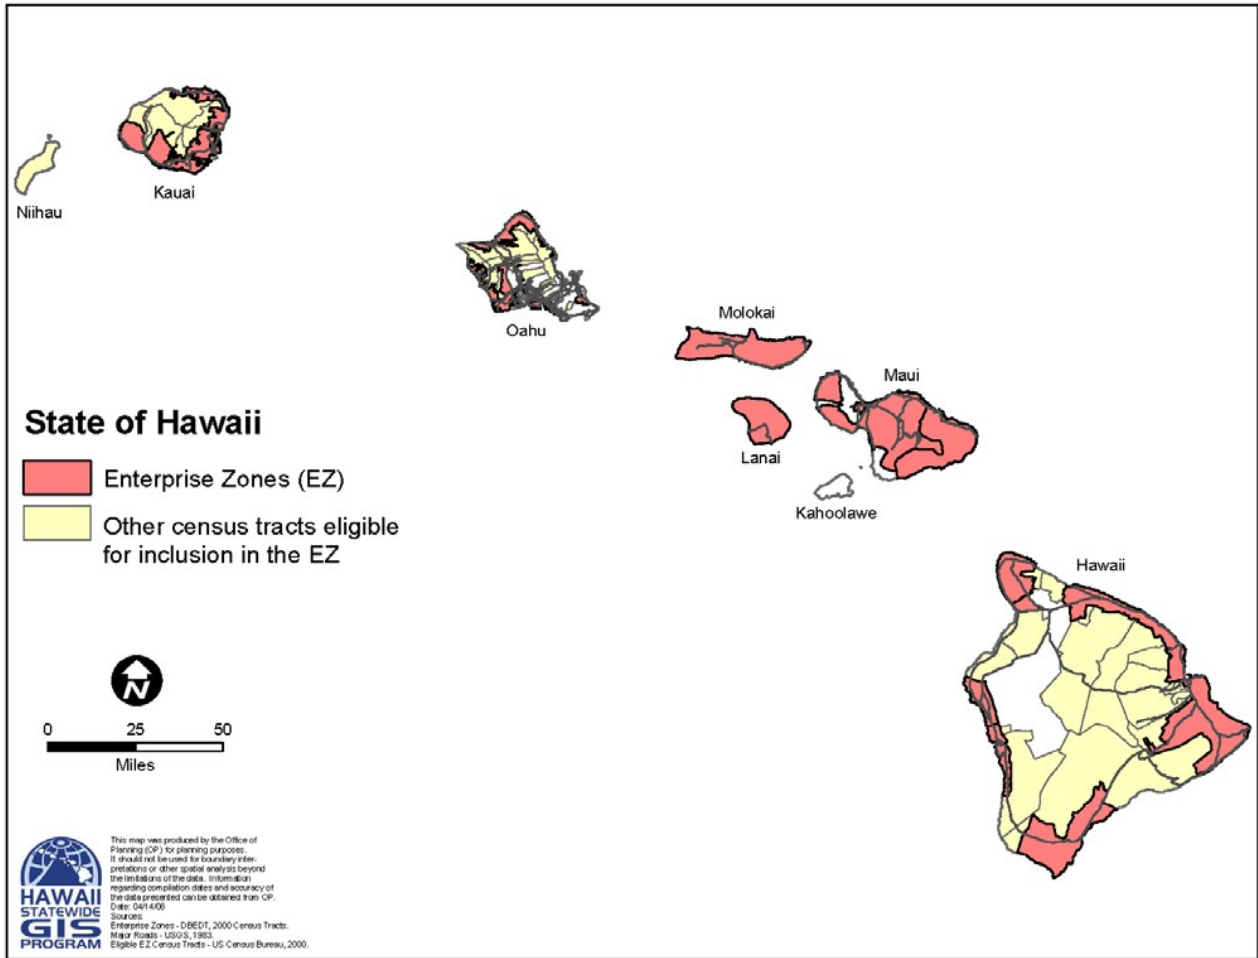 Niihau
Kauai
Oahu
Molokai
Maui
Lanai
Kahoolawe
Hawaii
State of Hawaii
Enterprise Zones (EZ)
Other census tracts eligible
for inclusion in the EZ
N
0 25 50
Miles
HAWAII
STATEWIDE
GIS
PROGRAM
This map was produced by the Office of
Planning (OP) for planning purposes.
It should not be used for boundary inter-
pretations or other spatial analysis beyond
the limitations of the data. Information
regarding compilation dates and accuracy of
the data presented can be obtained from OP.
Date: 04/14/08
Sources:
Enterprise Zones - DBEDT, 2000 Census Tracts.
Major Roads - USGS, 1983.
Eligible EZ Census Tracts - US Census Bureau, 2000.